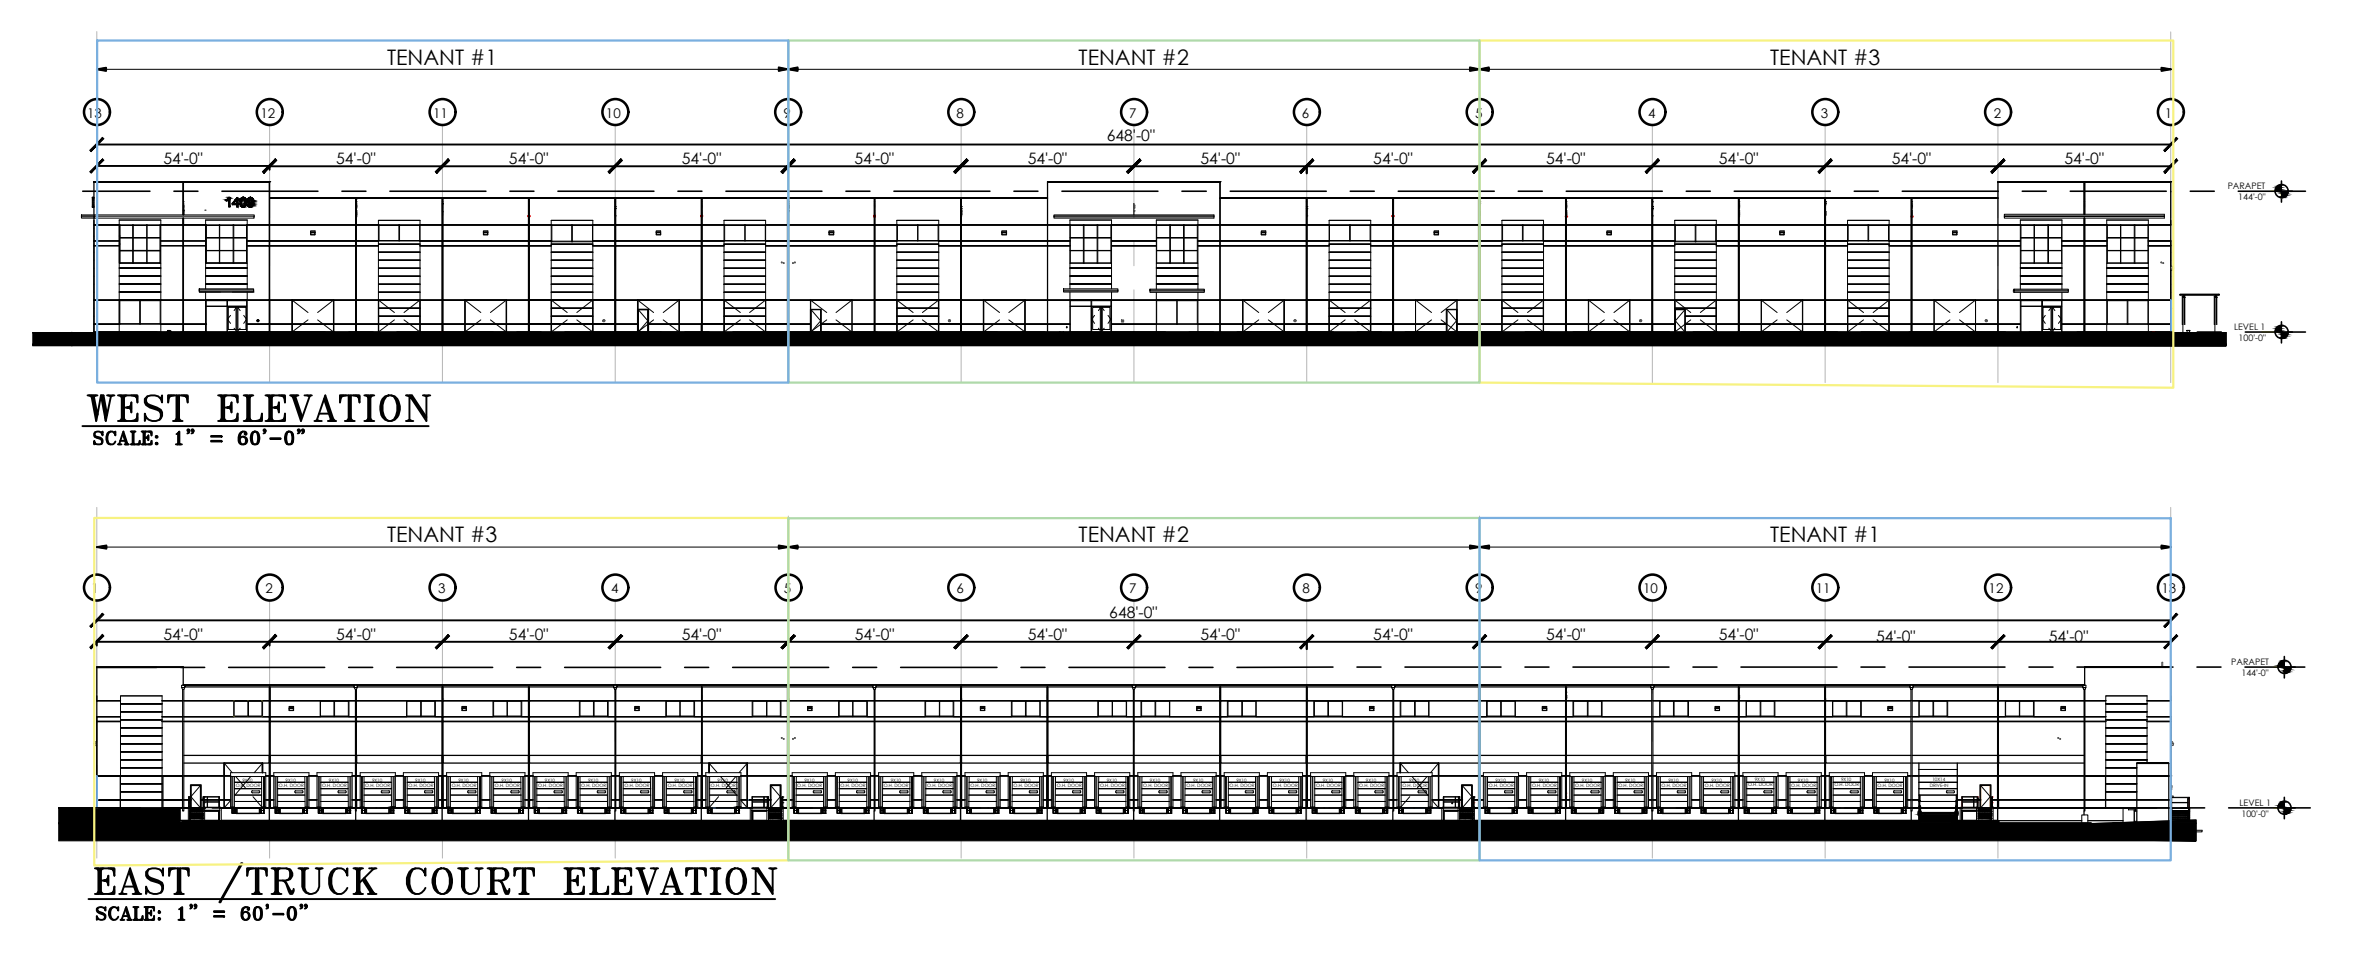 TENANT #1 TENANT #2 TENANT #3
13 12 11 10 9 8 7 6 5 4 3 2 1
648'-0"
54'-0" 54'-0" 54'-0" 54'-0" 54'-0" 54'-0" 54'-0" 54'-0" 54'-0" 54'-0" 54'-0" 54'-0"
PARAPET
144'-0"
LEVEL 1
100'-0"
WEST ELEVATION
SCALE: 1" = 60'-0"
TENANT #3 TENANT #2 TENANT #1
1 2 3 4 5 6 7 8 9 10 11 12 13
648'-0"
54'-0" 54'-0" 54'-0" 54'-0" 54'-0" 54'-0" 54'-0" 54'-0" 54'-0" 54'-0" 54'-0" 54'-0"
PARAPET
144'-0"
LEVEL 1
100'-0"
EAST /TRUCK COURT ELEVATION
SCALE: 1" = 60'-0"